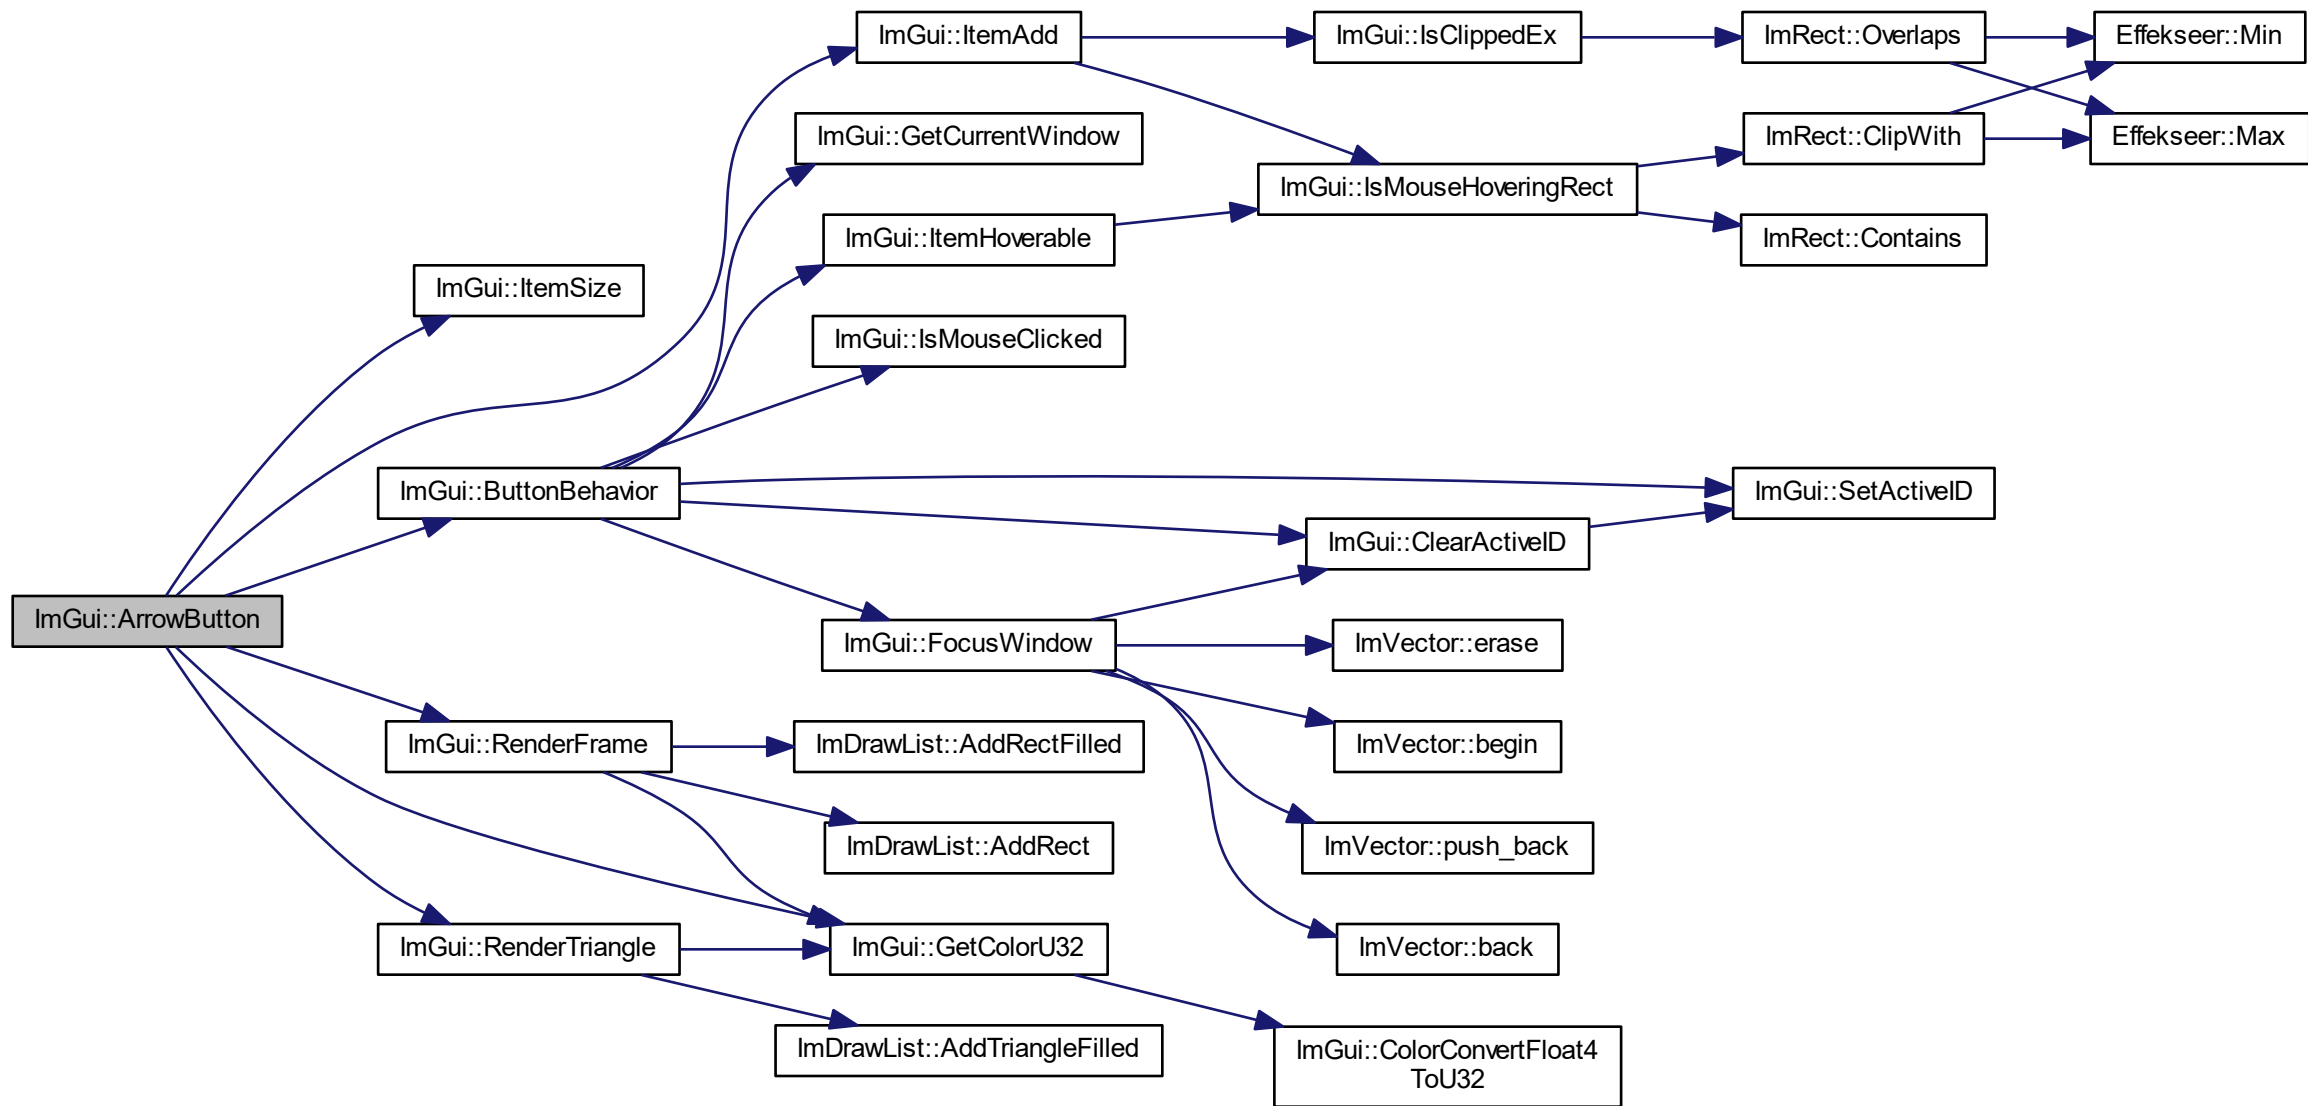 ImGui::ArrowButton
ImGui::ItemSize
ImGui::ButtonBehavior
ImGui::RenderFrame
ImGui::RenderTriangle
ImGui::ItemAdd
ImGui::GetCurrentWindow
ImGui::ItemHoverable
ImGui::IsMouseClicked
ImGui::FocusWindow
ImDrawList::AddRectFilled
ImDrawList::AddRect
ImGui::GetColorU32
ImDrawList::AddTriangleFilled
ImGui::IsClippedEx
ImGui::IsMouseHoveringRect
ImGui::ClearActiveID
ImVector::erase
ImVector::begin
ImVector::push_back
ImVector::back
ImGui::ColorConvertFloat4
ToU32
ImRect::Overlaps
ImRect::ClipWith
ImRect::Contains
ImGui::SetActiveID
Effekseer::Min
Effekseer::Max